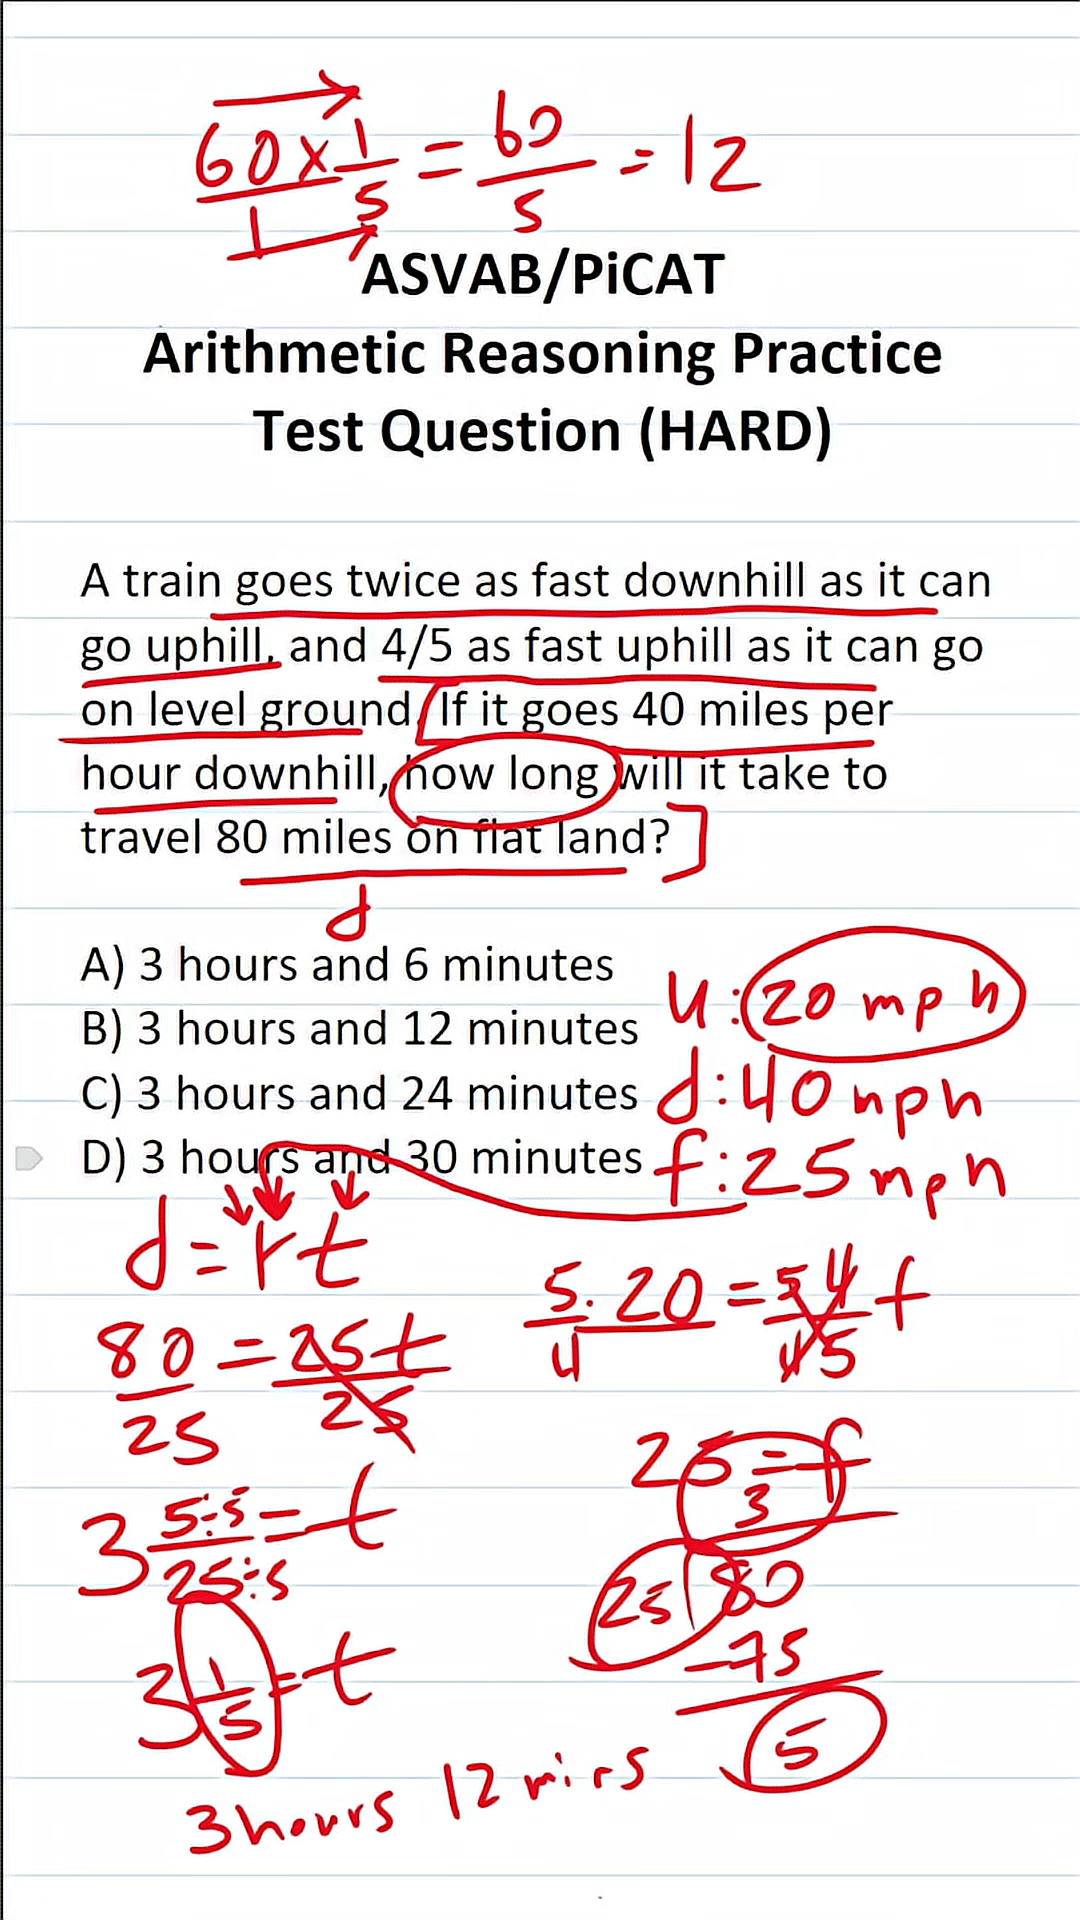 60 x 1 = 60 = 12
1 5 5
ASVAB/PiCAT
Arithmetic Reasoning Practice
Test Question (HARD)
A train goes twice as fast downhill as it can
go uphill, and 4/5 as fast uphill as it can go
on level ground. If it goes 40 miles per
hour downhill, how long will it take to
travel 80 miles on flat land?
d
A) 3 hours and 6 minutes
B) 3 hours and 12 minutes
C) 3 hours and 24 minutes
D) 3 hours and 30 minutes
u: 20 mph
d: 40 mph
f: 25 mph
d = rt
80 = 25t
25 25
3 5÷5 = t
25÷5
3 1/5 = t
5/4 · 20 = 5/4 4/5 f
25 = f
3
25 80
-75
5
3 hours 12 mins